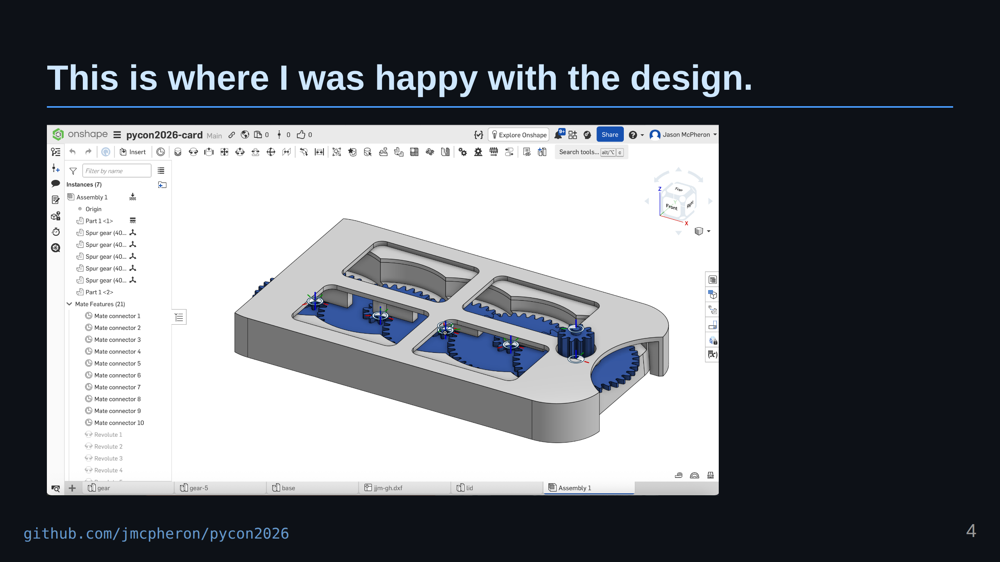 This is where I was happy with the design.
onshape pycon2026-card Main 0 0 0 Explore Onshape 9+ Share Jason McPheron
Insert Search tools... alt/⌥ c
Filter by name
Instances (7)
Assembly 1
Origin
Part 1 <1>
Spur gear (40...
Spur gear (40...
Spur gear (40...
Spur gear (40...
Spur gear (40...
Part 1 <2>
Mate Features (21)
Mate connector 1
Mate connector 2
Mate connector 3
Mate connector 4
Mate connector 5
Mate connector 6
Mate connector 7
Mate connector 8
Mate connector 9
Mate connector 10
Revolute 1
Revolute 2
Revolute 3
Revolute 4
Z Top
Y
Front Right
X
(x)
gear gear-5 base jjm-gh.dxf lid Assembly 1
github.com/jmcpheron/pycon2026
4